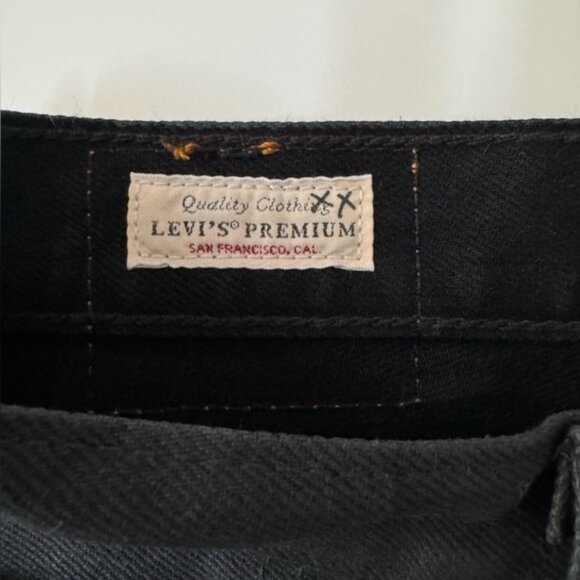 Quality Clothing XX
LEVI'S® PREMIUM
SAN FRANCISCO, CAL.